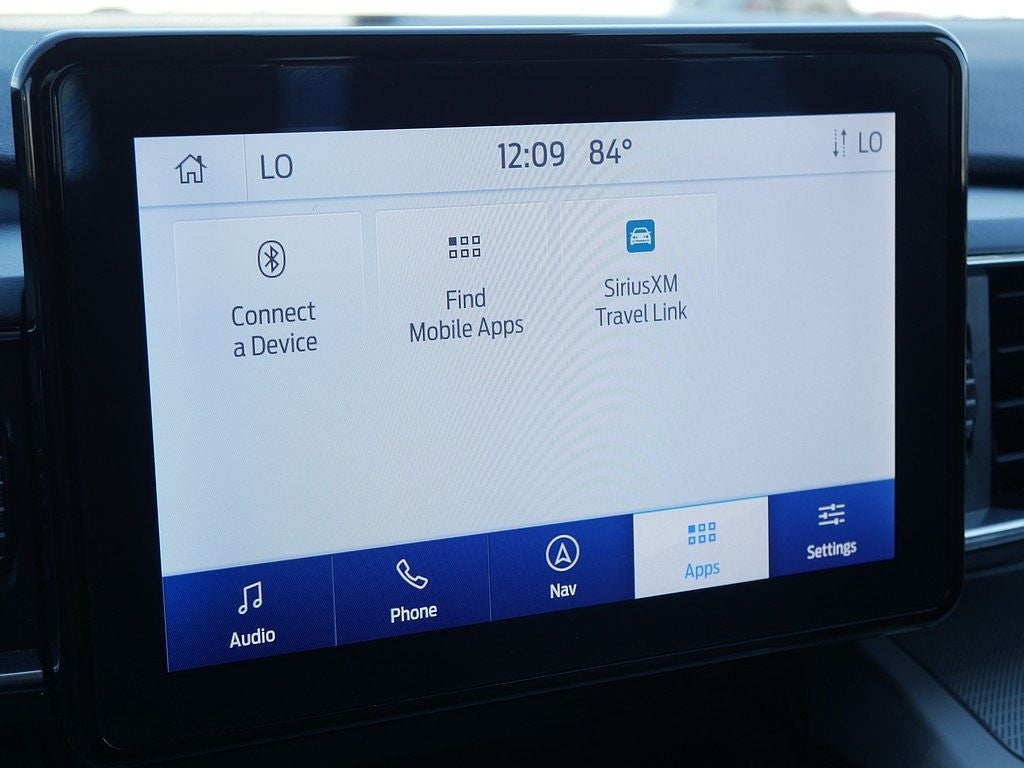 LO 12:09 84° LO
Connect
a Device
Find
Mobile Apps
SiriusXM
Travel Link
Audio
Phone
Nav
Apps
Settings